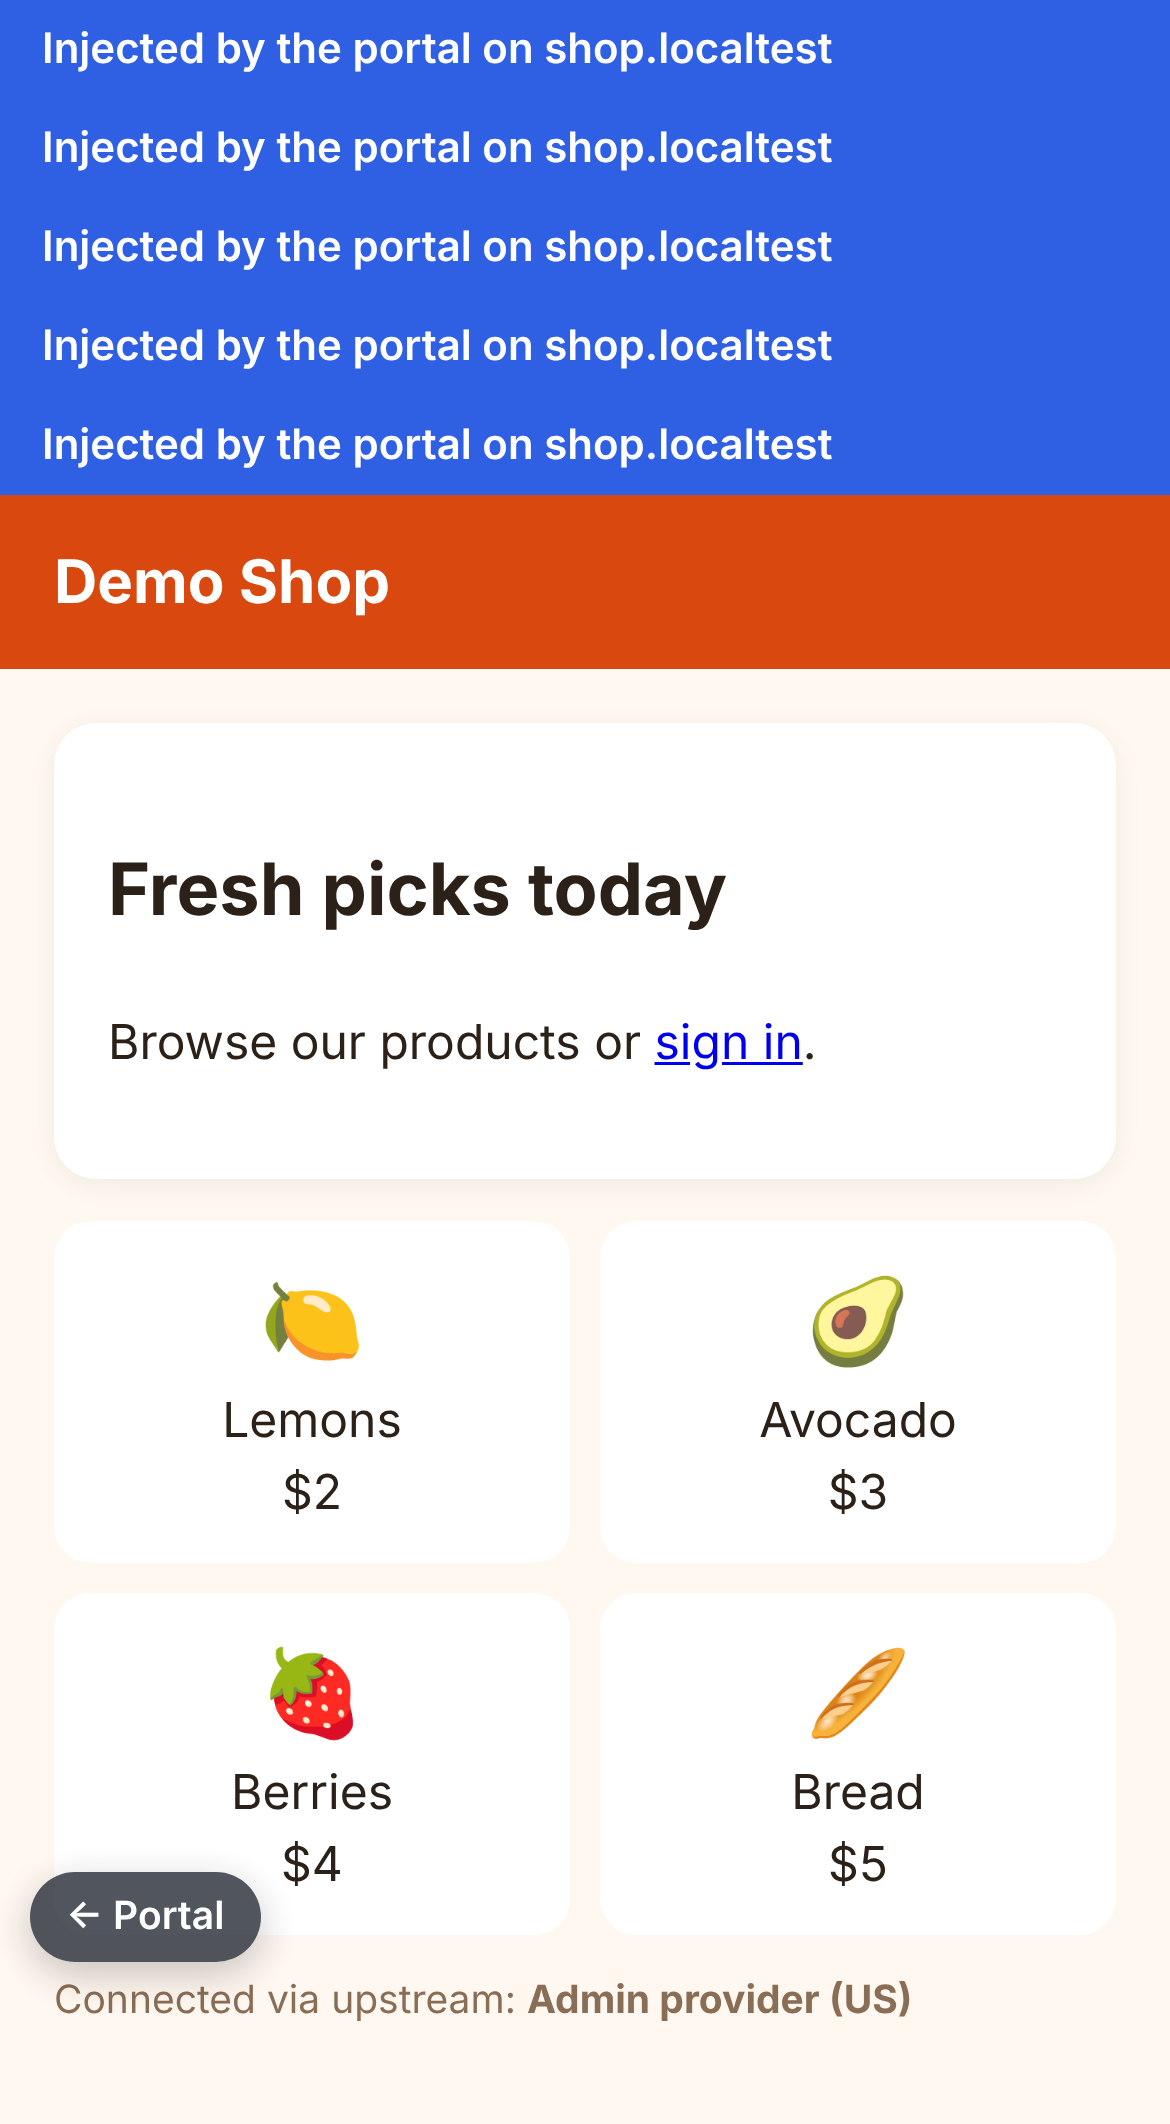 Injected by the portal on shop.localtest
Injected by the portal on shop.localtest
Injected by the portal on shop.localtest
Injected by the portal on shop.localtest
Injected by the portal on shop.localtest
Demo Shop
Fresh picks today
Browse our products or sign in.
Lemons
$2
Avocado
$3
Berries
$4
Bread
$5
← Portal
Connected via upstream: Admin provider (US)